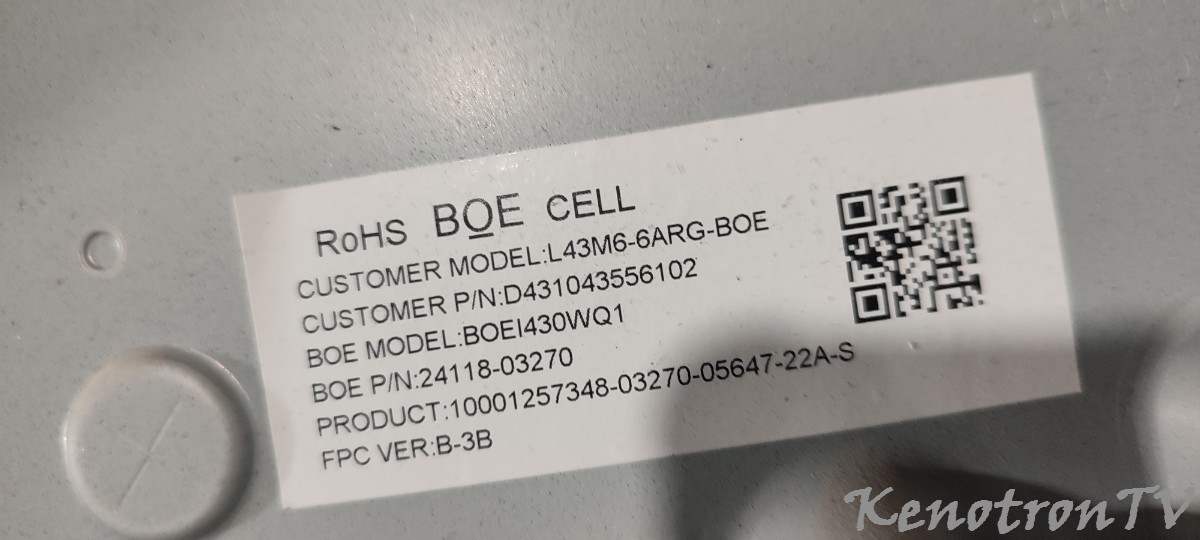 RoHS BOE CELL
CUSTOMER MODEL:L43M6-6ARG-BOE
CUSTOMER P/N:D431043556102
BOE MODEL:BOEI430WQ1
BOE P/N:24118-03270
PRODUCT:10001257348-03270-05647-22A-S
FPC VER:B-3B
KenotronTV